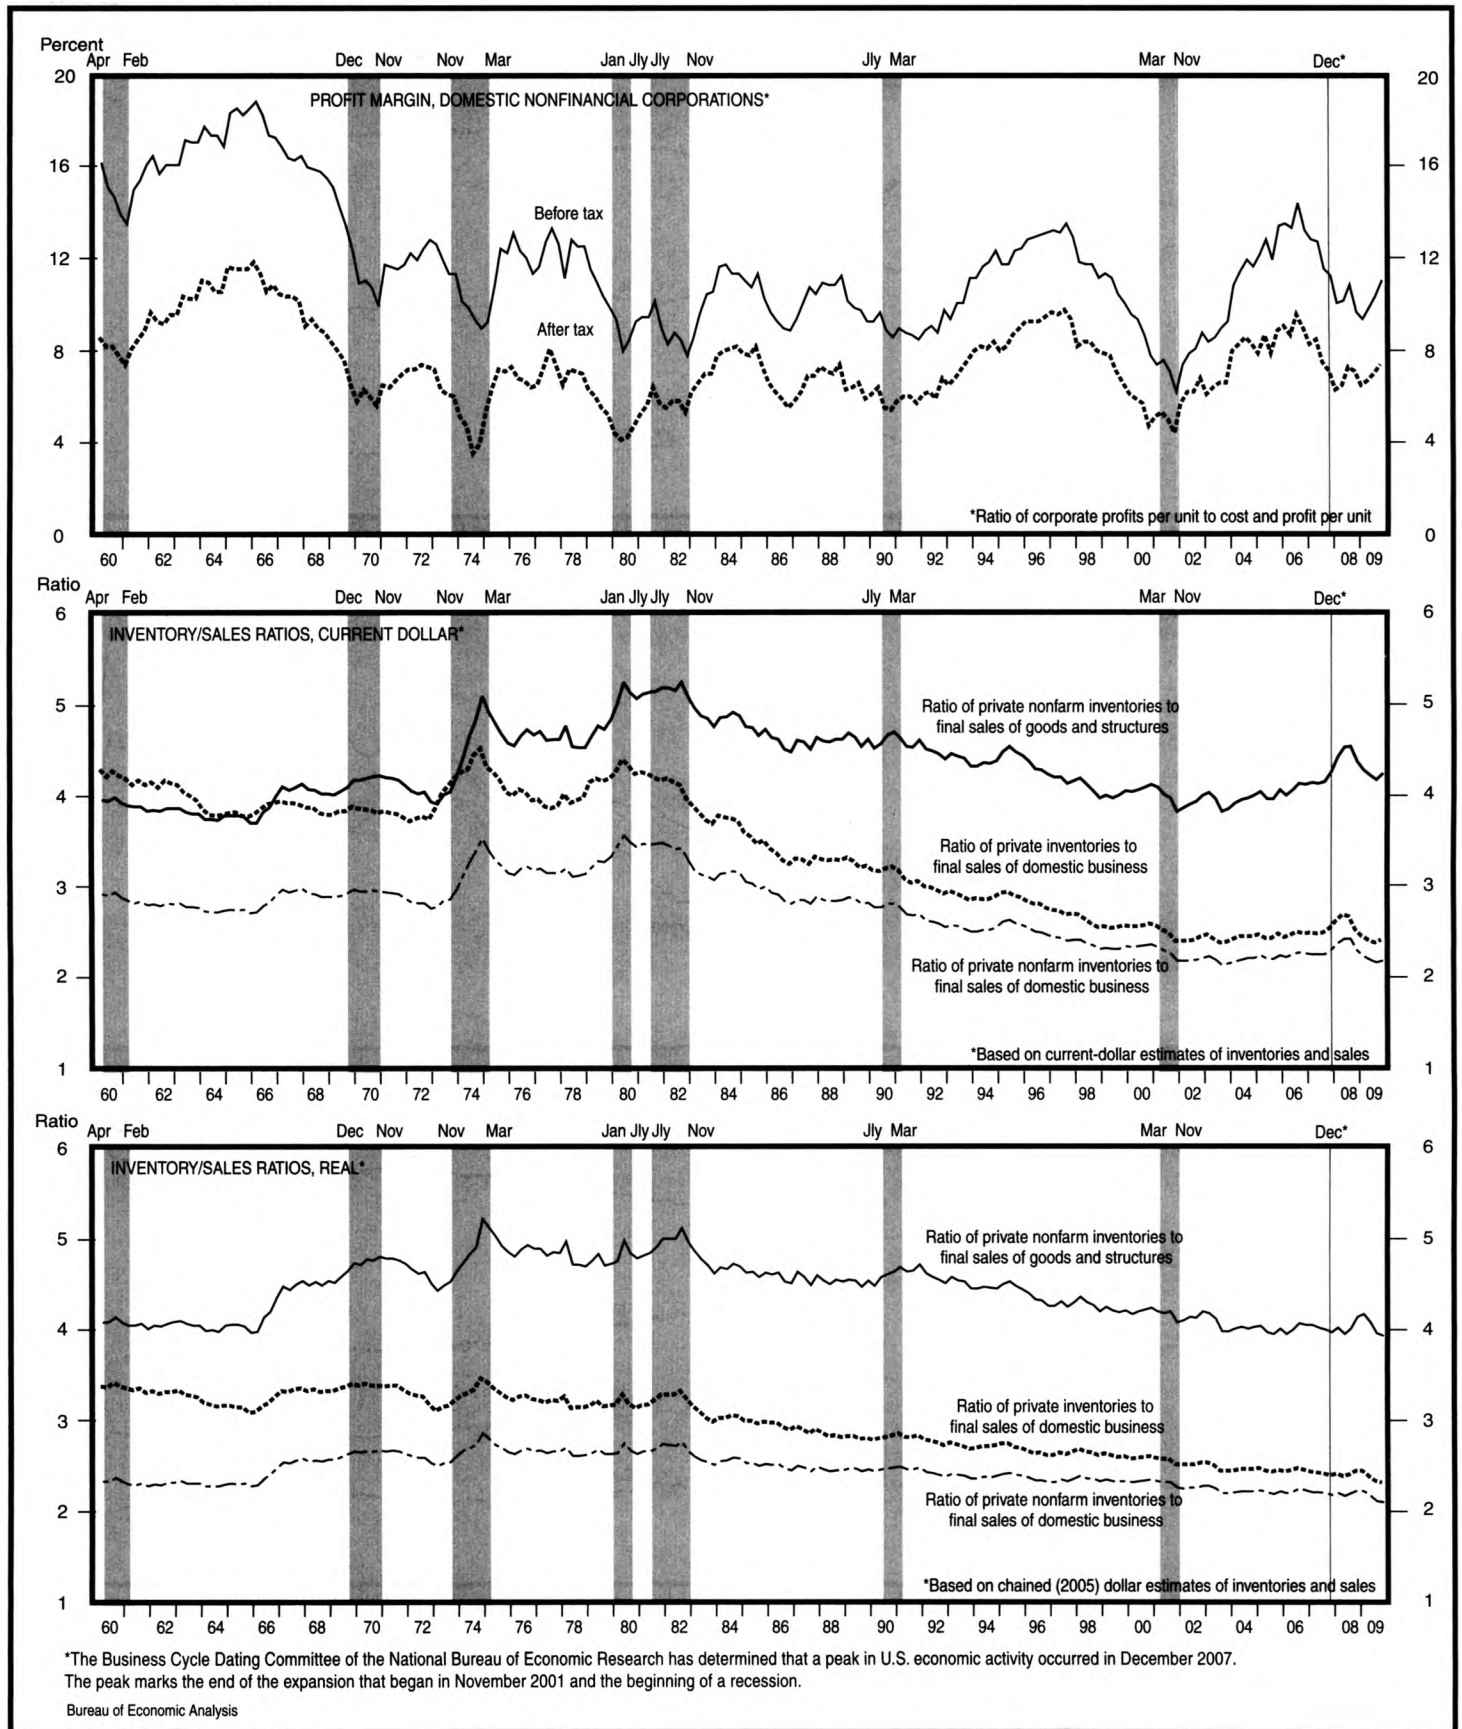 Percent
Apr Feb Dec Nov Nov Mar Jan Jly Jly Nov Jly Mar Mar Nov Dec*
20 20
PROFIT MARGIN, DOMESTIC NONFINANCIAL CORPORATIONS*
16 16
Before tax
12 12
After tax
8 8
4 4
*Ratio of corporate profits per unit to cost and profit per unit
0 0
60 62 64 66 68 70 72 74 76 78 80 82 84 86 88 90 92 94 96 98 00 02 04 06 08 09
Ratio
Apr Feb Dec Nov Nov Mar Jan Jly Jly Nov Jly Mar Mar Nov Dec*
6 6
INVENTORY/SALES RATIOS, CURRENT DOLLAR*
5 5
Ratio of private nonfarm inventories to
final sales of goods and structures
4 4
Ratio of private inventories to
final sales of domestic business
3 3
Ratio of private nonfarm inventories to
final sales of domestic business
2 2
*Based on current-dollar estimates of inventories and sales
1 1
60 62 64 66 68 70 72 74 76 78 80 82 84 86 88 90 92 94 96 98 00 02 04 06 08 09
Ratio
Apr Feb Dec Nov Nov Mar Jan Jly Jly Nov Jly Mar Mar Nov Dec*
6 6
INVENTORY/SALES RATIOS, REAL*
5 5
Ratio of private nonfarm inventories to
final sales of goods and structures
4 4
3 3
Ratio of private inventories to
final sales of domestic business
2 2
Ratio of private nonfarm inventories to
final sales of domestic business
*Based on chained (2005) dollar estimates of inventories and sales
1 1
60 62 64 66 68 70 72 74 76 78 80 82 84 86 88 90 92 94 96 98 00 02 04 06 08 09
*The Business Cycle Dating Committee of the National Bureau of Economic Research has determined that a peak in U.S. economic activity occurred in December 2007.
The peak marks the end of the expansion that began in November 2001 and the beginning of a recession.
Bureau of Economic Analysis